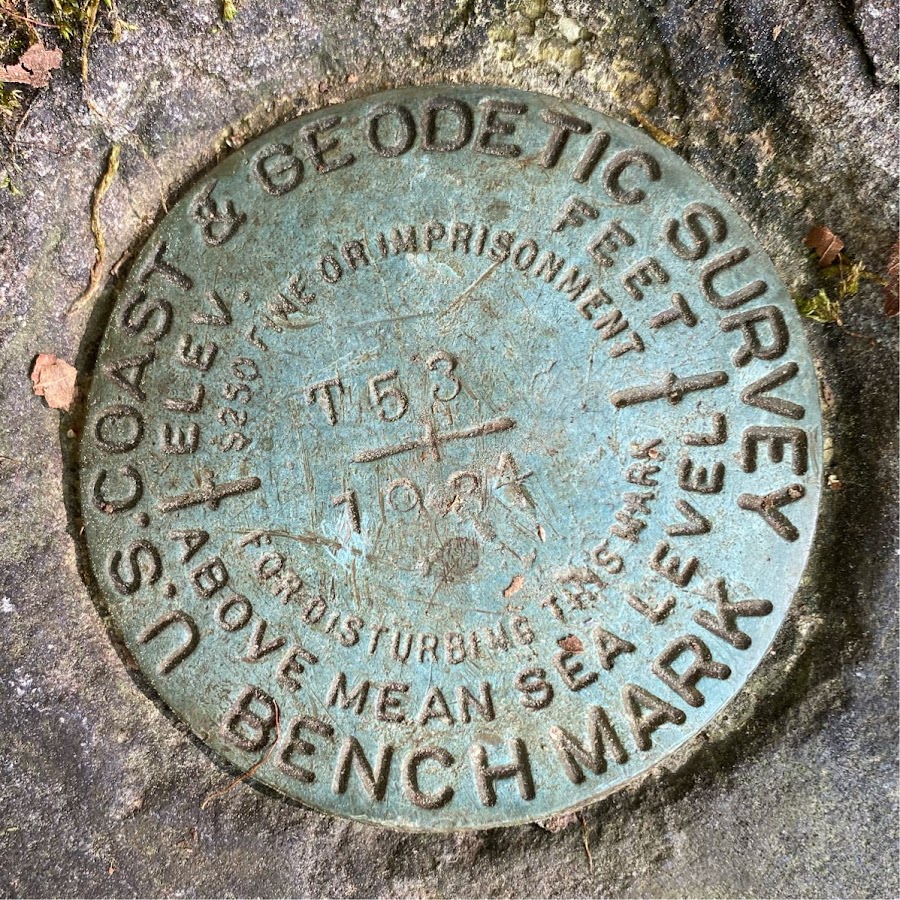 U.S. COAST & GEODETIC SURVEY
BENCH MARK
ELEV. FEET
ABOVE MEAN SEA LEVEL
$250 FINE OR IMPRISONMENT
FOR DISTURBING THIS MARK
T 53
1934